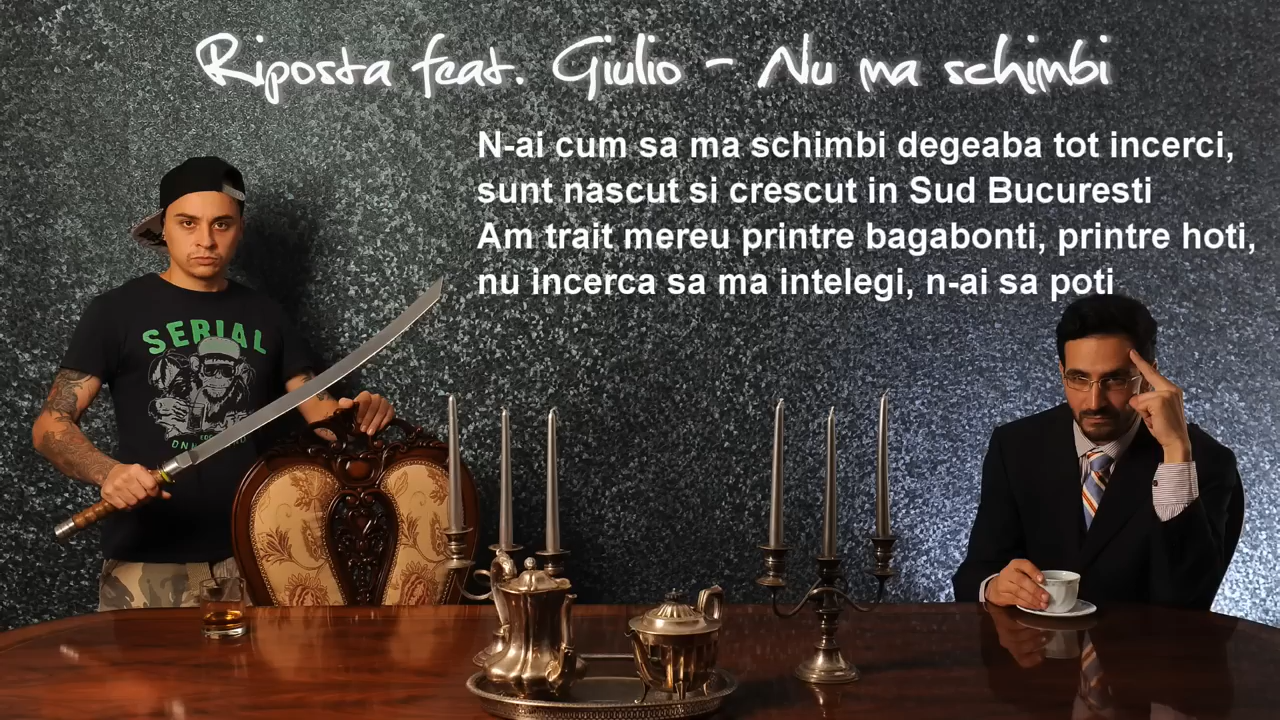 Riposta feat. Giulio - Nu ma schimbi
N-ai cum sa ma schimbi degeaba tot incerci,
sunt nascut si crescut in Sud Bucuresti
Am trait mereu printre bagabonti, printre hoti,
nu incerca sa ma intelegi, n-ai sa poti
SERIAL